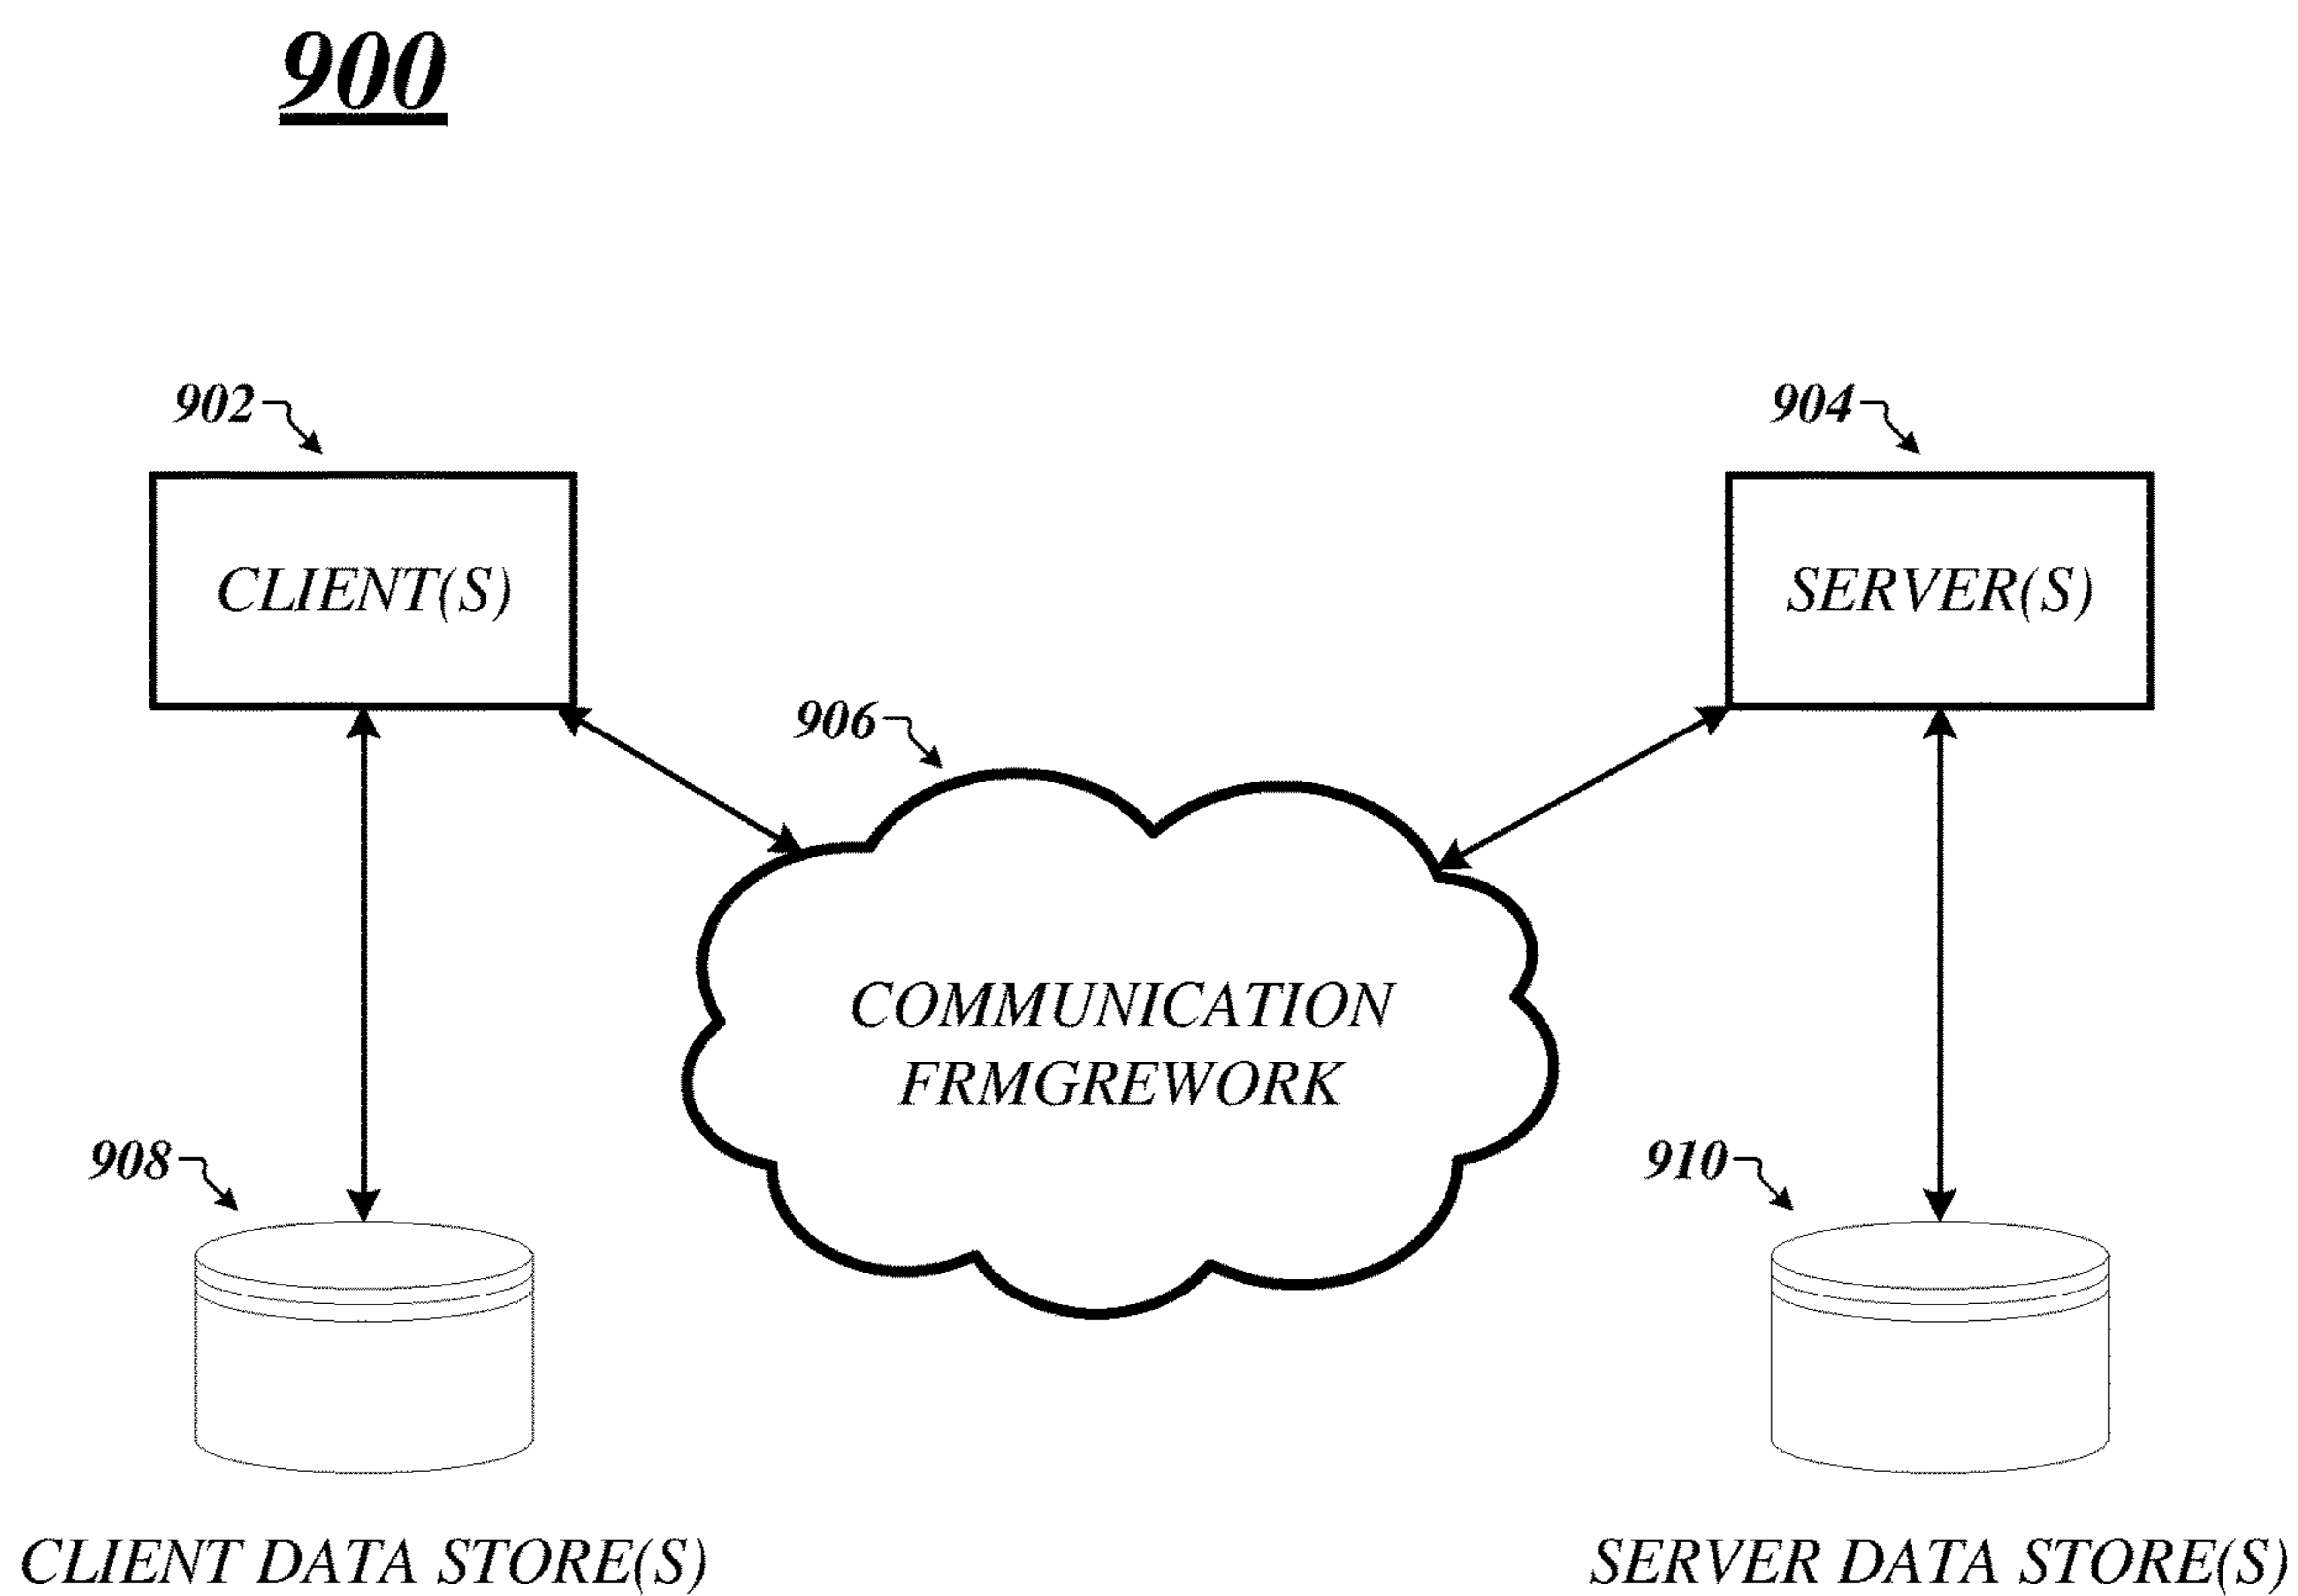 900
902
904
CLIENT(S)
SERVER(S)
906
COMMUNICATION
FRMGREWORK
908
910
CLIENT DATA STORE(S)
SERVER DATA STORE(S)